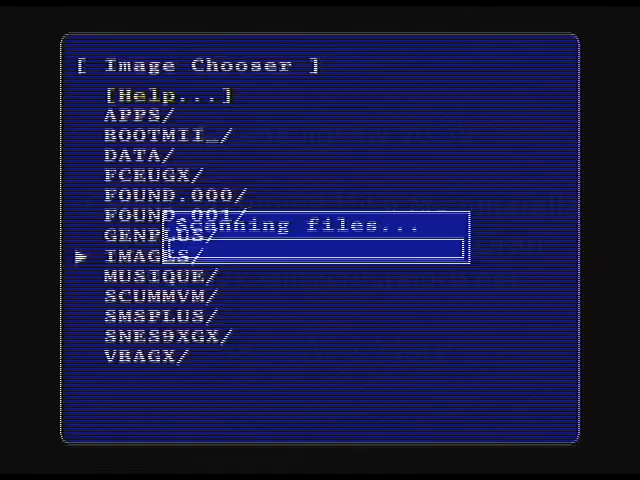 [ Image Chooser ]
[Help...]
APPS/
BOOTMII_/
DATA/
FCEUGX/
FOUND.000/
FOUND.001/
Scanning files...
GENPLUS/
IMAGES/
MUSIQUE/
SCUMMVM/
SMSPLUS/
SNES9XGX/
VBAGX/